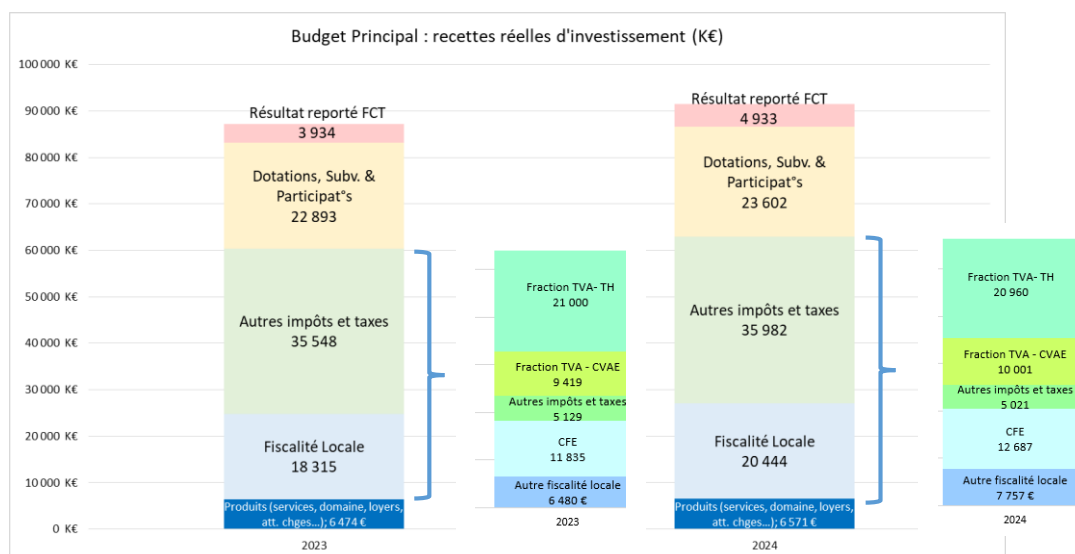 Budget Principal : recettes réelles d'investissement (K€)
100 000 K€
90 000 K€
80 000 K€
70 000 K€
60 000 K€
50 000 K€
40 000 K€
30 000 K€
20 000 K€
10 000 K€
0 K€
Résultat reporté FCT
3 934
Dotations, Subv. &
Participat°s
22 893
Autres impôts et taxes
35 548
Fiscalité Locale
18 315
Produits (services, domaine, loyers,
att. chges...); 6 474 €
2023
Fraction TVA- TH
21 000
Fraction TVA - CVAE
9 419
Autres impôts et taxes
5 129
CFE
11 835
Autre fiscalité locale
6 480 €
2023
Résultat reporté FCT
4 933
Dotations, Subv. &
Participat°s
23 602
Autres impôts et taxes
35 982
Fiscalité Locale
20 444
Produits (services, domaine, loyers,
att. chges...); 6 571 €
2024
Fraction TVA- TH
20 960
Fraction TVA - CVAE
10 001
Autres impôts et taxes
5 021
CFE
12 687
Autre fiscalité locale
7 757 €
2024